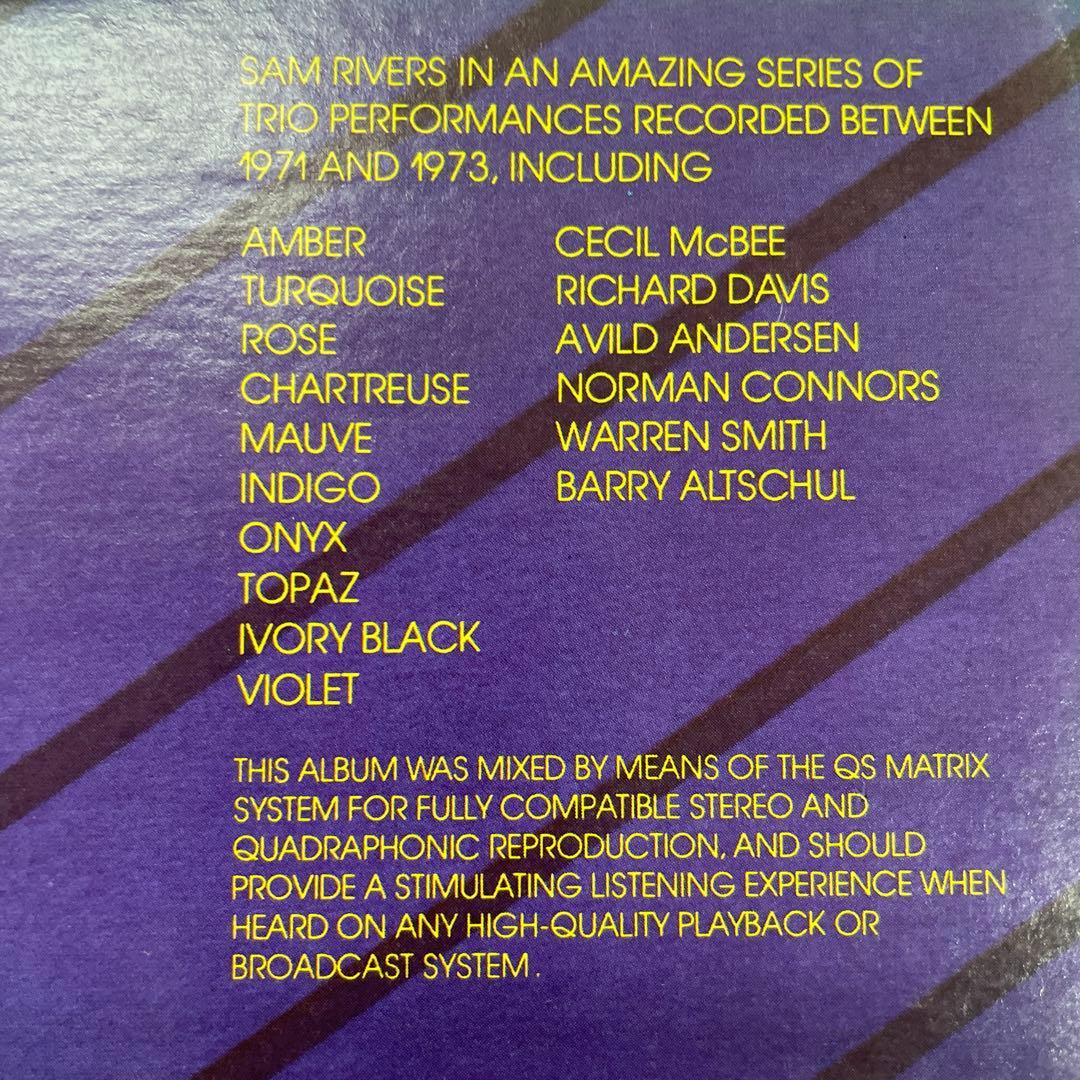 SAM RIVERS IN AN AMAZING SERIES OF
TRIO PERFORMANCES RECORDED BETWEEN
1971 AND 1973, INCLUDING
AMBER
TURQUOISE
ROSE
CHARTREUSE
MAUVE
INDIGO
ONYX
TOPAZ
IVORY BLACK
VIOLET
CECIL McBEE
RICHARD DAVIS
AVILD ANDERSEN
NORMAN CONNORS
WARREN SMITH
BARRY ALTSCHUL
THIS ALBUM WAS MIXED BY MEANS OF THE QS MATRIX
SYSTEM FOR FULLY COMPATIBLE STEREO AND
QUADRAPHONIC REPRODUCTION, AND SHOULD
PROVIDE A STIMULATING LISTENING EXPERIENCE WHEN
HEARD ON ANY HIGH-QUALITY PLAYBACK OR
BROADCAST SYSTEM.